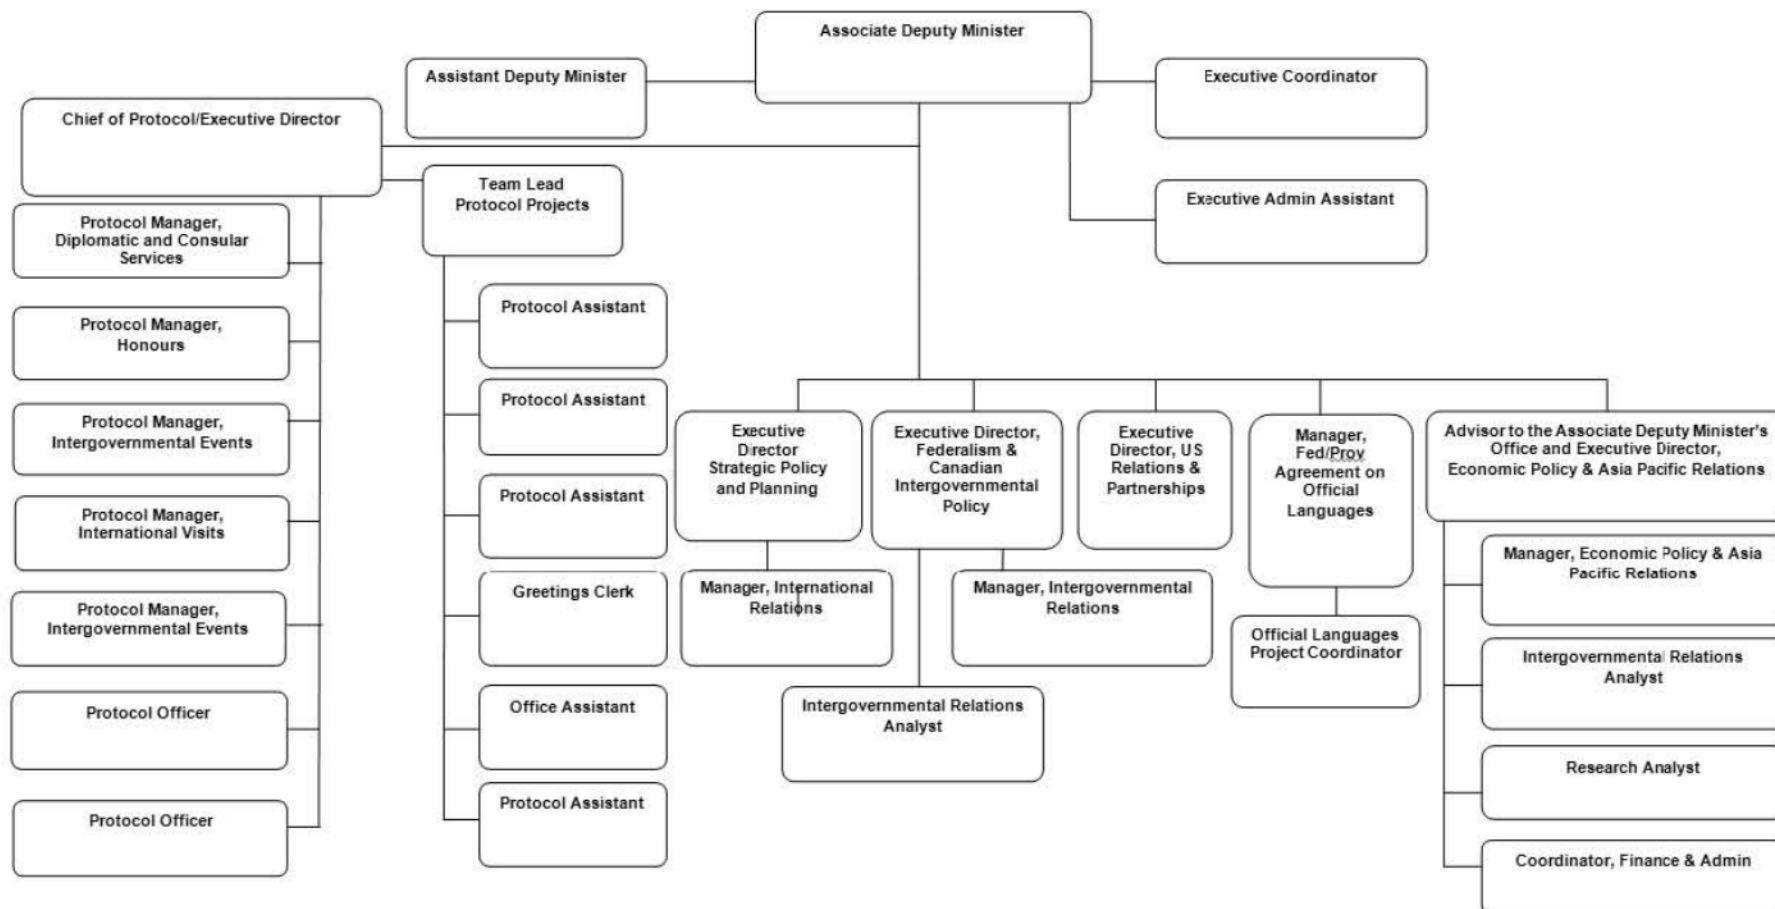 Associate Deputy Minister
Assistant Deputy Minister
Executive Coordinator
Chief of Protocol/Executive Director
Team Lead
Protocol Projects
Executive Admin Assistant
Protocol Manager,
Diplomatic and Consular
Services
Protocol Manager,
Honours
Protocol Manager,
Intergovernmental Events
Protocol Manager,
International Visits
Protocol Manager,
Intergovernmental Events
Protocol Officer
Protocol Officer
Protocol Assistant
Protocol Assistant
Protocol Assistant
Greetings Clerk
Office Assistant
Protocol Assistant
Executive
Director
Strategic Policy
and Planning
Manager, International
Relations
Executive Director,
Federalism &
Canadian
Intergovernmental
Policy
Manager, Intergovernmental
Relations
Intergovernmental Relations
Analyst
Executive
Director, US
Relations &
Partnerships
Manager,
Fed/Prov
Agreement on
Official
Languages
Official Languages
Project Coordinator
Advisor to the Associate Deputy Minister's
Office and Executive Director,
Economic Policy & Asia Pacific Relations
Manager, Economic Policy & Asia
Pacific Relations
Intergovernmental Relations
Analyst
Research Analyst
Coordinator, Finance & Admin